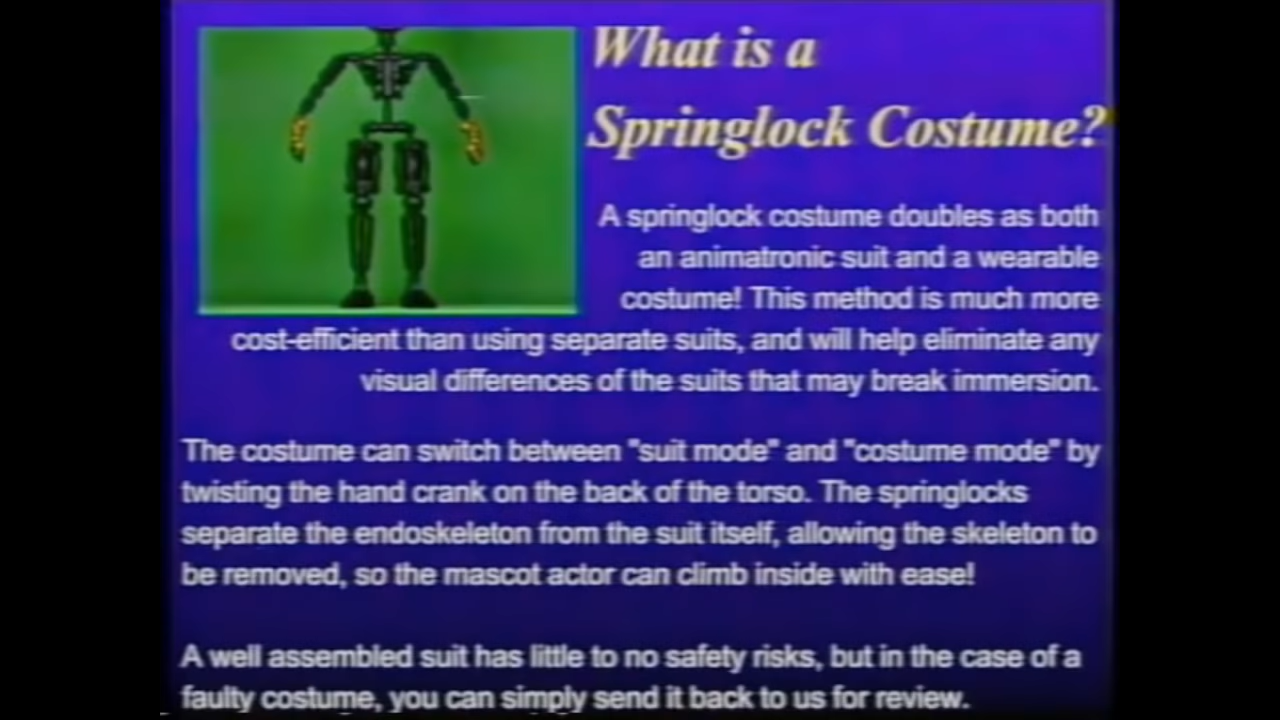 What is a
Springlock Costume?
A springlock costume doubles as both
an animatronic suit and a wearable
costume! This method is much more
cost-efficient than using separate suits, and will help eliminate any
visual differences of the suits that may break immersion.
The costume can switch between "suit mode" and "costume mode" by
twisting the hand crank on the back of the torso. The springlocks
separate the endoskeleton from the suit itself, allowing the skeleton to
be removed, so the mascot actor can climb inside with ease!
A well assembled suit has little to no safety risks, but in the case of a
faulty costume, you can simply send it back to us for review.